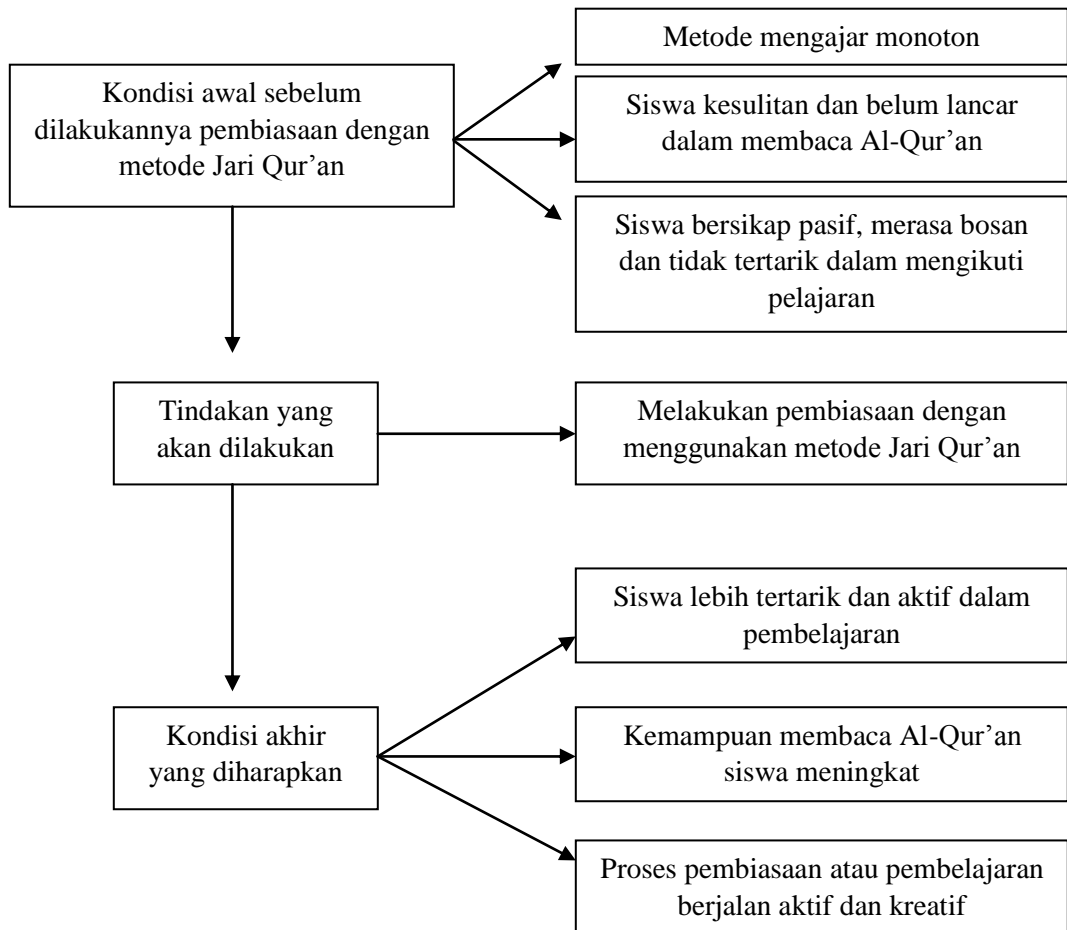 Kondisi awal sebelum
dilakukannya pembiasaan dengan
metode Jari Qur’an
Metode mengajar monoton
Siswa kesulitan dan belum lancar
dalam membaca Al-Qur’an
Siswa bersikap pasif, merasa bosan
dan tidak tertarik dalam mengikuti
pelajaran
Tindakan yang
akan dilakukan
Melakukan pembiasaan dengan
menggunakan metode Jari Qur’an
Kondisi akhir
yang diharapkan
Siswa lebih tertarik dan aktif dalam
pembelajaran
Kemampuan membaca Al-Qur’an
siswa meningkat
Proses pembiasaan atau pembelajaran
berjalan aktif dan kreatif